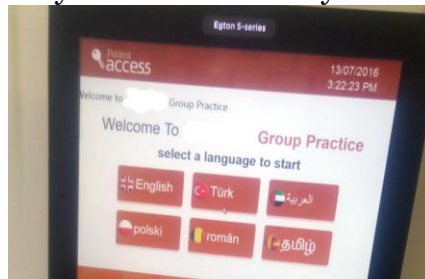 Egton S-series
Patient
access
13/07/2016
3:22:23 PM
Welcome to Group Practice
Welcome To Group Practice
select a language to start
English Türk العربية
polski român தமிழ்